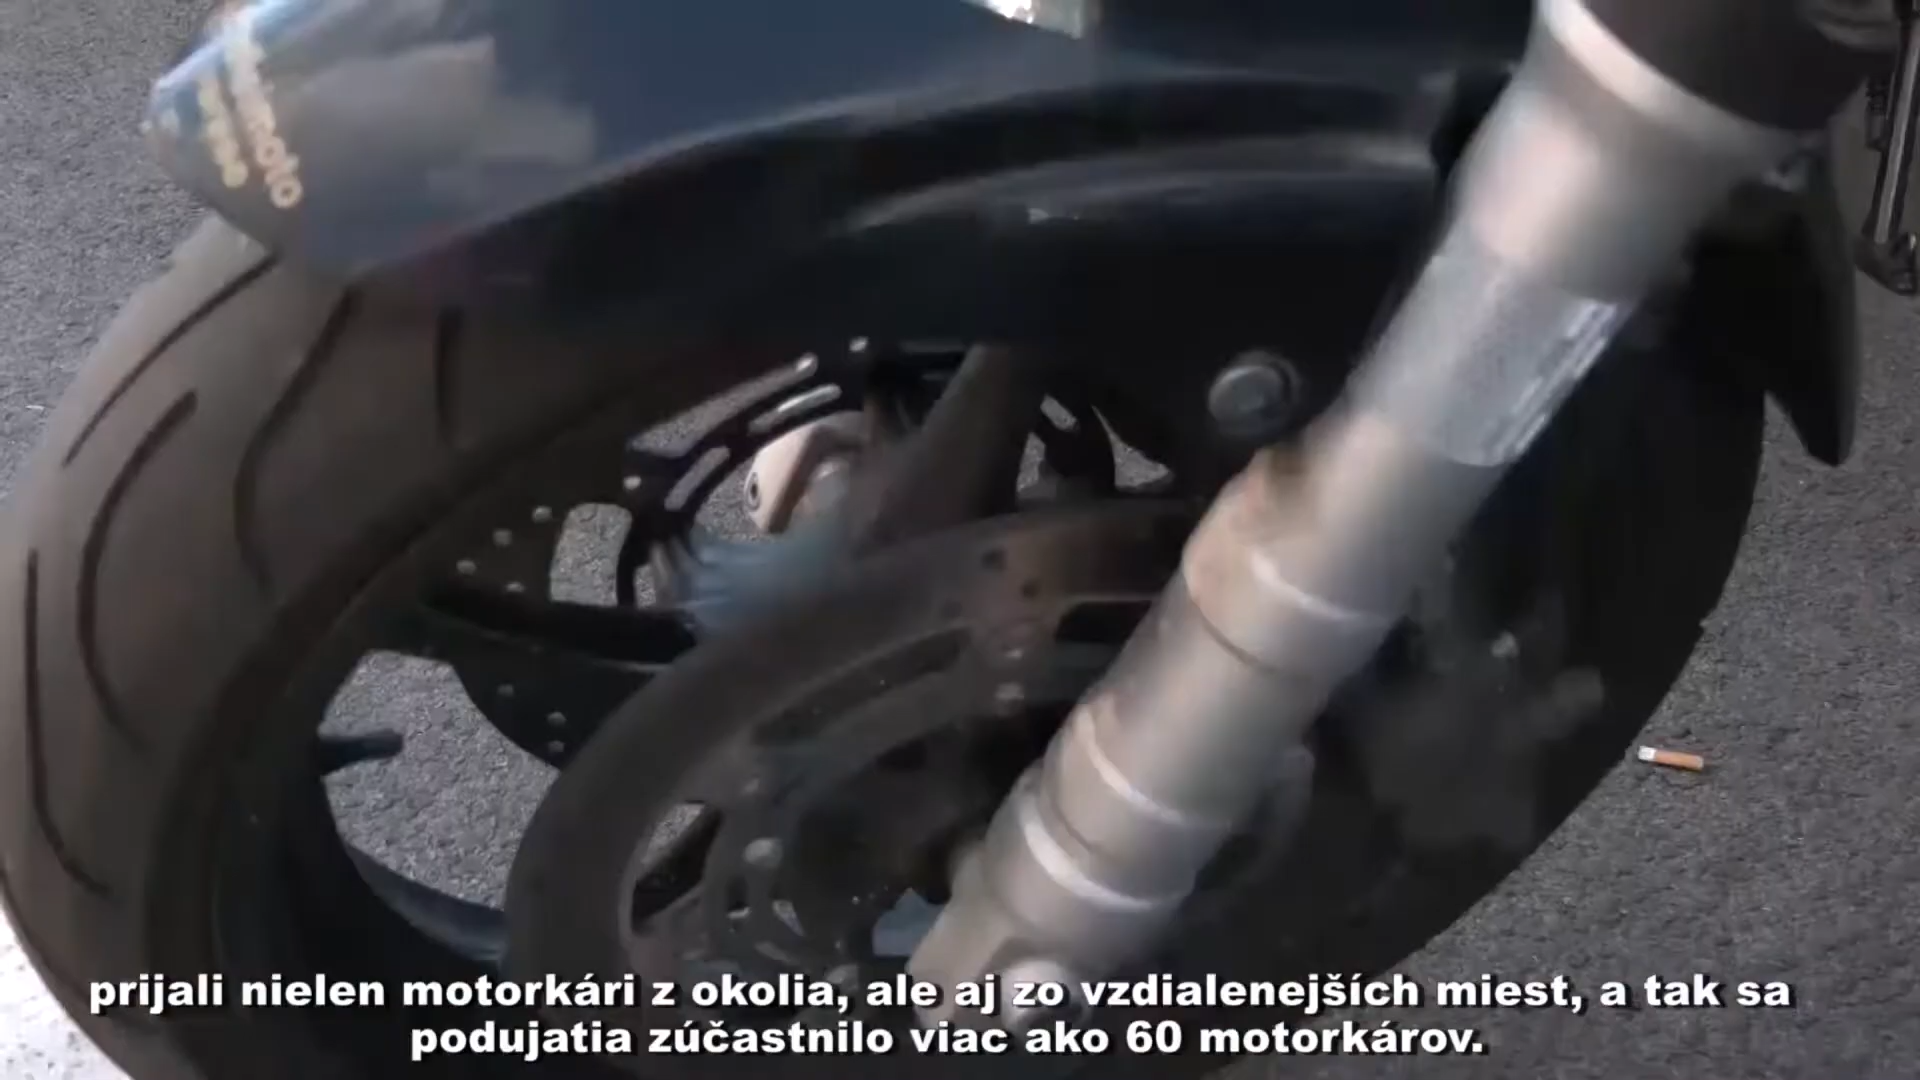 prijali nielen motorkári z okolia, ale aj zo vzdialenejších miest, a tak sa
podujatia zúčastnilo viac ako 60 motorkárov.